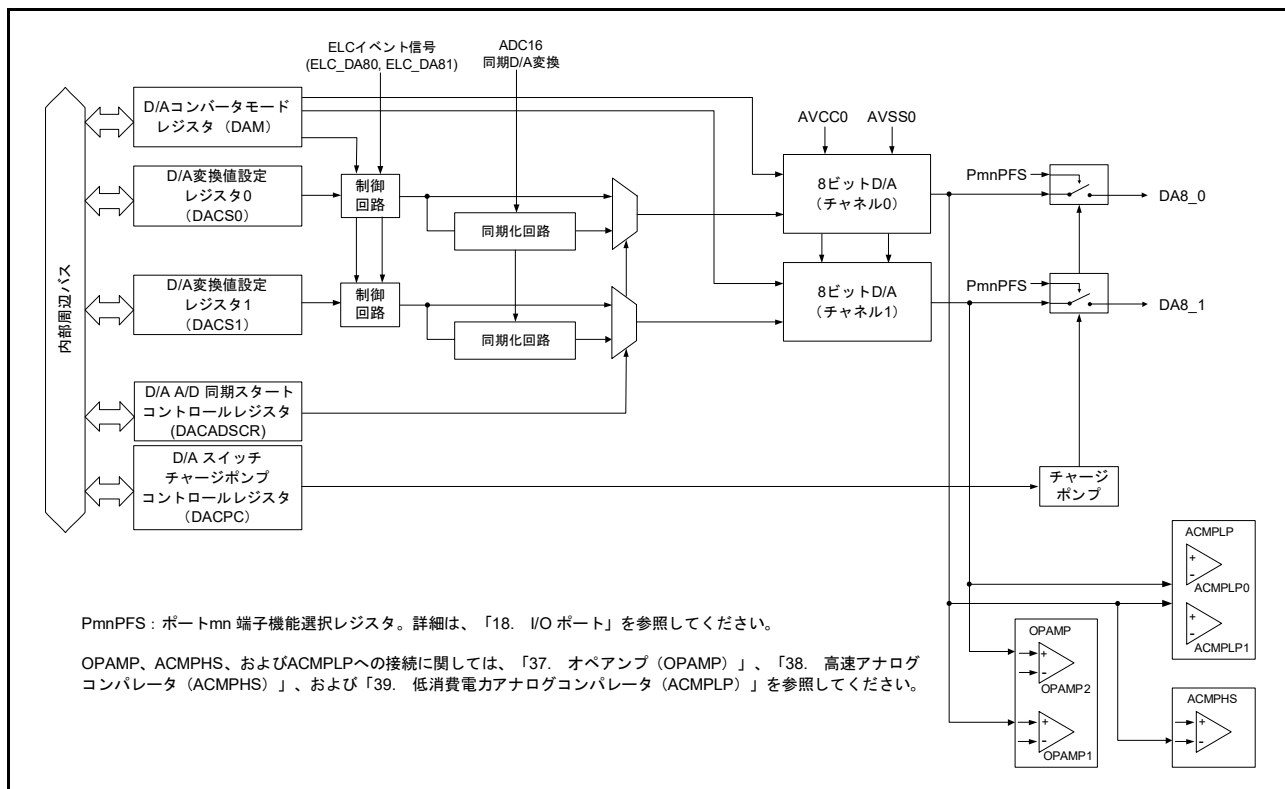 ELCイベント信号
(ELC_DA80, ELC_DA81)
ADC16
同期D/A変換
内部周辺バス
D/Aコンバータモード
レジスタ（DAM）
D/A変換値設定
レジスタ0
（DACS0）
D/A変換値設定
レジスタ1
（DACS1）
D/A A/D 同期スタート
コントロールレジスタ
(DACADSCR)
D/A スイッチ
チャージポンプ
コントロールレジスタ
（DACPC）
制御
回路
制御
回路
同期化回路
同期化回路
AVCC0
AVSS0
8ビットD/A
（チャネル0）
8ビットD/A
（チャネル1）
PmnPFS
DA8_0
PmnPFS
DA8_1
チャージ
ポンプ
ACMPLP
+
-
ACMPLP0
+
-
ACMPLP1
OPAMP
+
-
OPAMP2
+
-
OPAMP1
ACMPHS
+
-
PmnPFS：ポートmn 端子機能選択レジスタ。詳細は、「18. I/O ポート」を参照してください。
OPAMP、ACMPHS、およびACMPLPへの接続に関しては、「37. オペアンプ（OPAMP）」、「38. 高速アナログ
コンパレータ（ACMPHS）」、および「39. 低消費電力アナログコンパレータ（ACMPLP）」を参照してください。